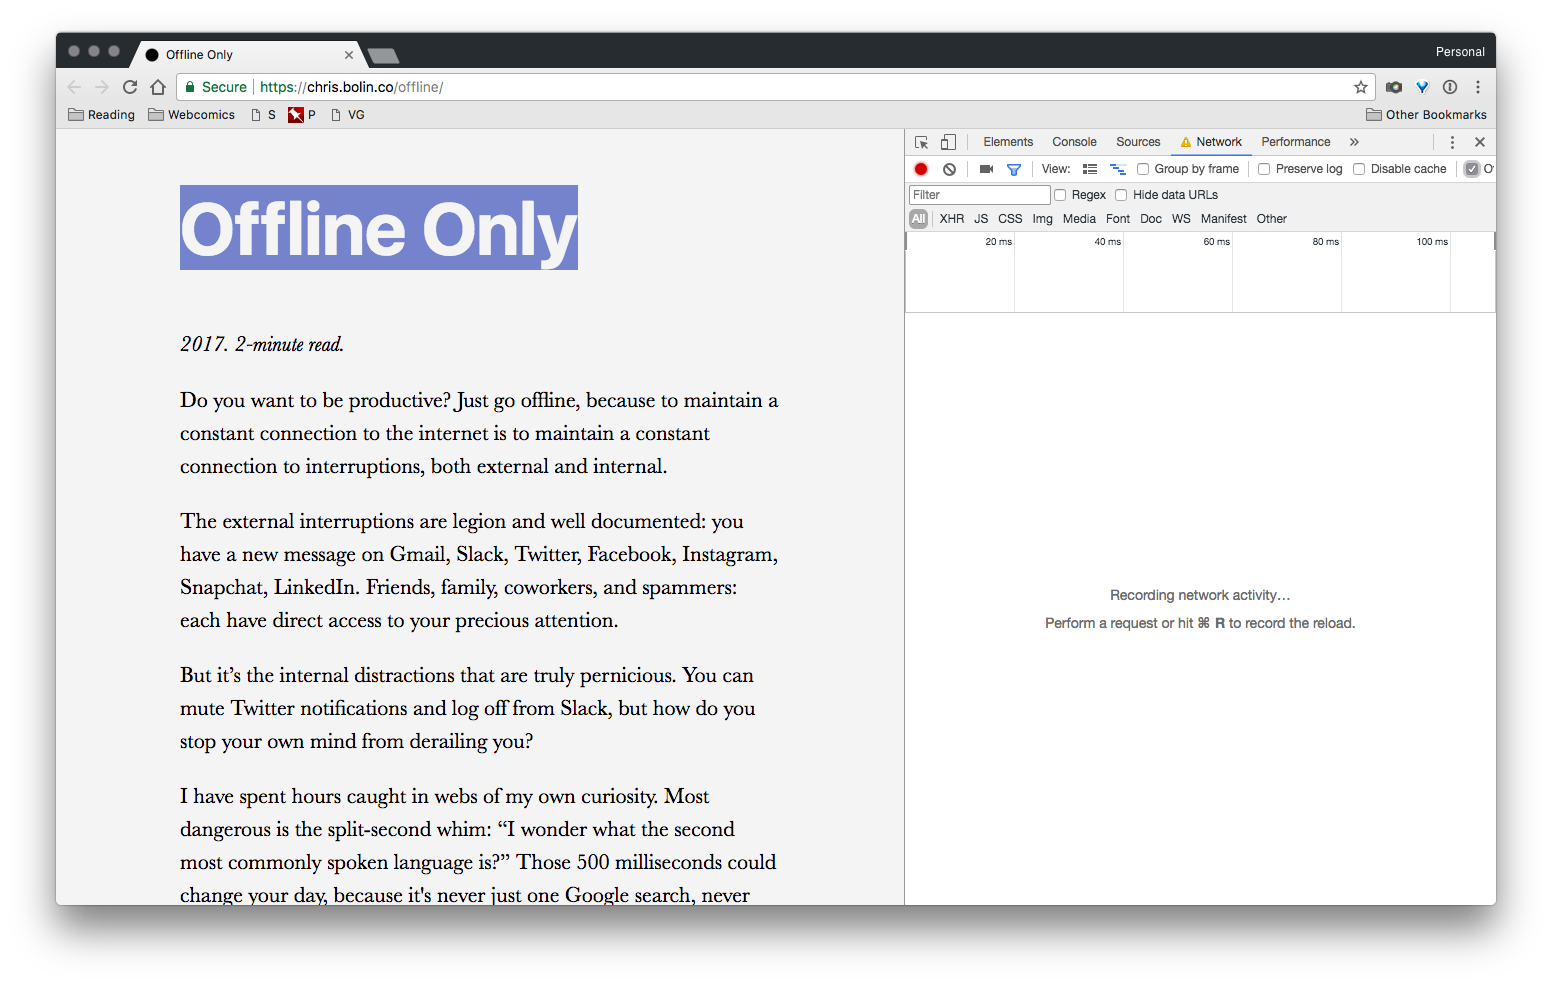 Offline Only
Personal
Secure https://chris.bolin.co/offline/
Reading Webcomics S P VG Other Bookmarks
Offline Only
2017. 2-minute read.
Do you want to be productive? Just go offline, because to maintain a
constant connection to the internet is to maintain a constant
connection to interruptions, both external and internal.
The external interruptions are legion and well documented: you
have a new message on Gmail, Slack, Twitter, Facebook, Instagram,
Snapchat, LinkedIn. Friends, family, coworkers, and spammers:
each have direct access to your precious attention.
But it’s the internal distractions that are truly pernicious. You can
mute Twitter notifications and log off from Slack, but how do you
stop your own mind from derailing you?
I have spent hours caught in webs of my own curiosity. Most
dangerous is the split-second whim: “I wonder what the second
most commonly spoken language is?” Those 500 milliseconds could
change your day, because it's never just one Google search, never
Elements Console Sources Network Performance »
View: Group by frame Preserve log Disable cache
Filter Regex Hide data URLs
All XHR JS CSS Img Media Font Doc WS Manifest Other
20 ms 40 ms 60 ms 80 ms 100 ms
Recording network activity…
Perform a request or hit ⌘ R to record the reload.